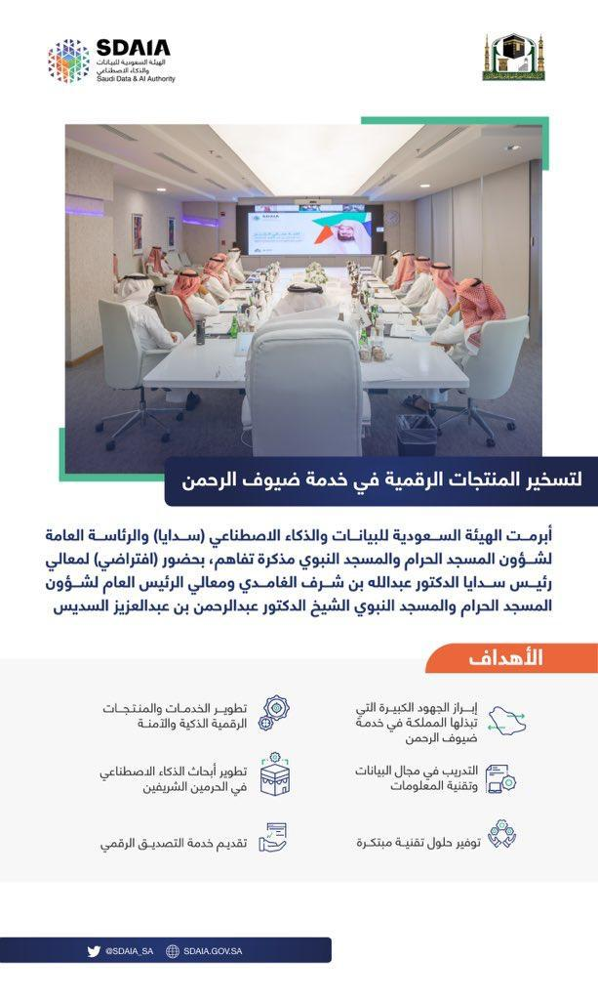 SDAIA
الهيئة السعودية للبيانات
والذكاء الاصطناعي
Saudi Data & AI Authority
SDAIA
لتسخير المنتجات الرقمية في خدمة ضيوف الرحمن
أبرمت الهيئة السعودية للبيانات والذكاء الاصطناعي (سدايا) والرئاسة العامة
لشؤون المسجد الحرام والمسجد النبوي مذكرة تفاهم، بحضور (افتراضي) لمعالي
رئيس سدايا الدكتور عبدالله بن شرف الغامدي ومعالي الرئيس العام لشؤون
المسجد الحرام والمسجد النبوي الشيخ الدكتور عبدالرحمن بن عبدالعزيز السديس
الأهداف
إبراز الجهود الكبيرة التي
تبذلها المملكة في خدمة
ضيوف الرحمن
تطوير الخدمات والمنتجات
الرقمية الذكية والآمنة
التدريب في مجال البيانات
وتقنية المعلومات
تطوير أبحاث الذكاء الاصطناعي
في الحرمين الشريفين
توفير حلول تقنية مبتكرة
تقديم خدمة التصديق الرقمي
@SDAIA_SA
SDAIA.GOV.SA